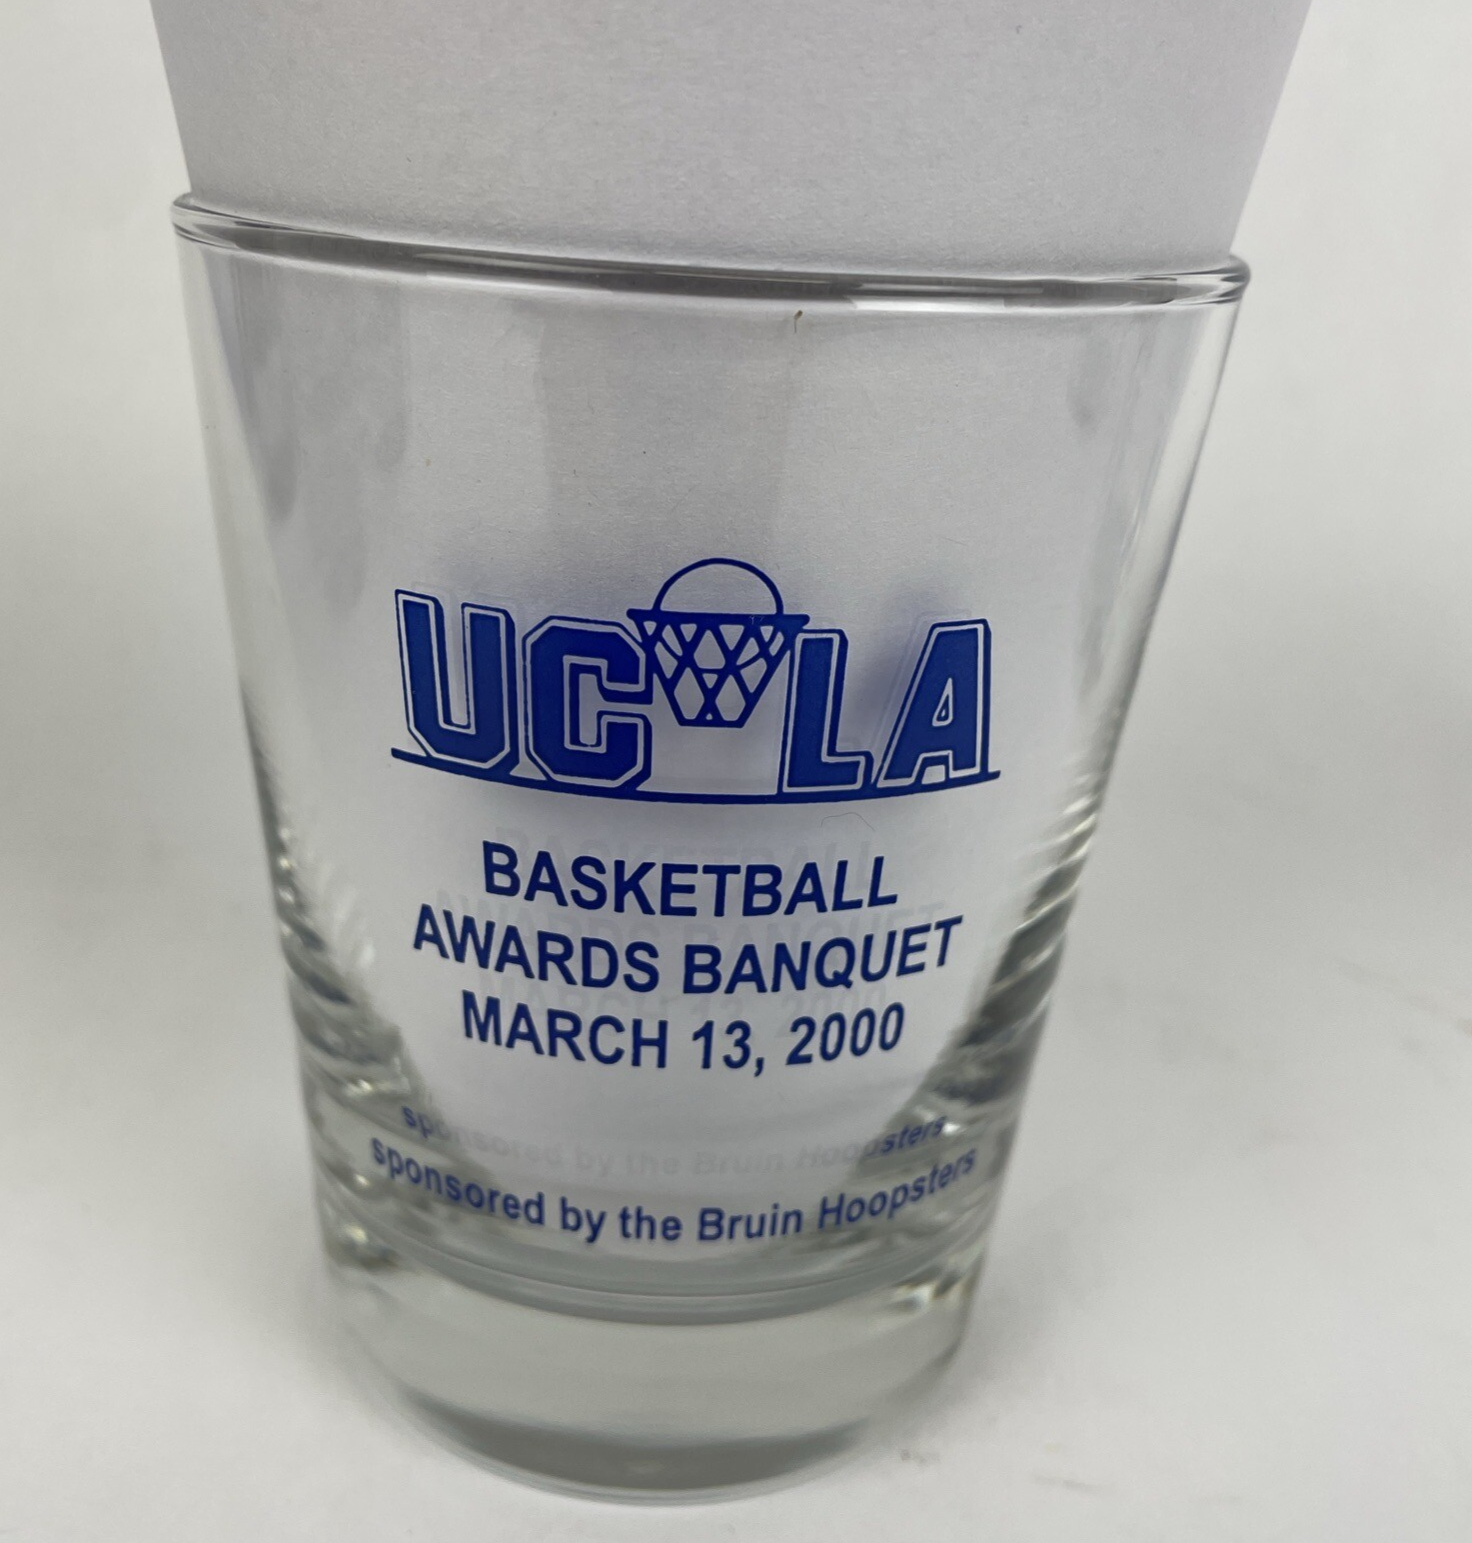 UCLA
BASKETBALL
AWARDS BANQUET
MARCH 13, 2000
sponsored by the Bruin Hoopsters